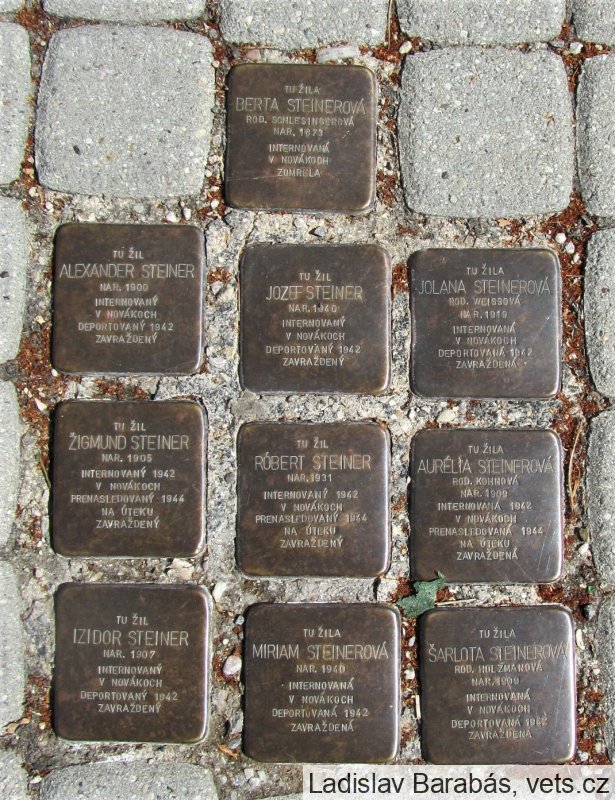 TU ŽILA
BERTA STEINEROVÁ
ROD. SCHLESINGEROVÁ
NAR. 1873
INTERNOVANÁ
V NOVÁKOCH
ZOMRELA
TU ŽIL
ALEXANDER STEINER
NAR. 1900
INTERNOVANÝ
V NOVÁKOCH
DEPORTOVANÝ 1942
ZAVRAŽDENÝ
TU ŽIL
JOZEF STEINER
NAR. 1940
INTERNOVANÝ
V NOVÁKOCH
DEPORTOVANÝ 1942
ZAVRAŽDENÝ
TU ŽILA
JOLANA STEINEROVÁ
ROD. WEISSOVÁ
NAR. 1919
INTERNOVANÁ
V NOVÁKOCH
DEPORTOVANÁ 1942
ZAVRAŽDENÁ
TU ŽIL
ŽIGMUND STEINER
NAR. 1905
INTERNOVANÝ 1942
V NOVÁKOCH
PRENASLEDOVANÝ 1944
NA ÚTEKU
ZAVRAŽDENÝ
TU ŽIL
RÓBERT STEINER
NAR. 1931
INTERNOVANÝ 1942
V NOVÁKOCH
PRENASLEDOVANÝ 1944
NA ÚTEKU
ZAVRAŽDENÝ
TU ŽILA
AURÉLIA STEINEROVÁ
ROD. KOHNOVÁ
NAR. 1909
INTERNOVANÁ 1942
V NOVÁKOCH
PRENASLEDOVANÁ 1944
NA ÚTEKU
ZAVRAŽDENÁ
TU ŽIL
IZIDOR STEINER
NAR. 1907
INTERNOVANÝ
V NOVÁKOCH
DEPORTOVANÝ 1942
ZAVRAŽDENÝ
TU ŽILA
MIRIAM STEINEROVÁ
NAR. 1940
INTERNOVANÁ
V NOVÁKOCH
DEPORTOVANÁ 1942
ZAVRAŽDENÁ
TU ŽILA
ŠARLOTA STEINEROVÁ
ROD. HOLZMANOVÁ
NAR. 1909
INTERNOVANÁ
V NOVÁKOCH
DEPORTOVANÁ 1942
ZAVRAŽDENÁ
Ladislav Barabás, vets.cz